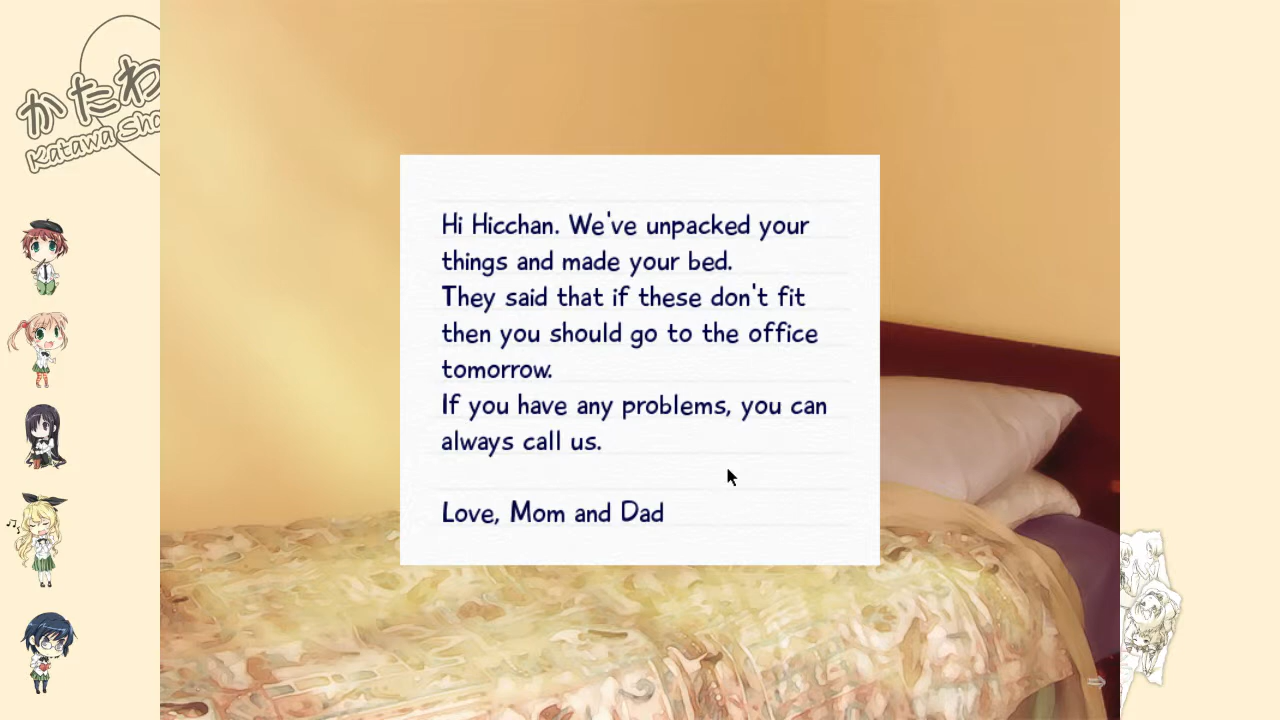 かたわ
Katawa Sho
Hi Hicchan. We've unpacked your
things and made your bed.
They said that if these don't fit
then you should go to the office
tomorrow.
If you have any problems, you can
always call us.
Love, Mom and Dad